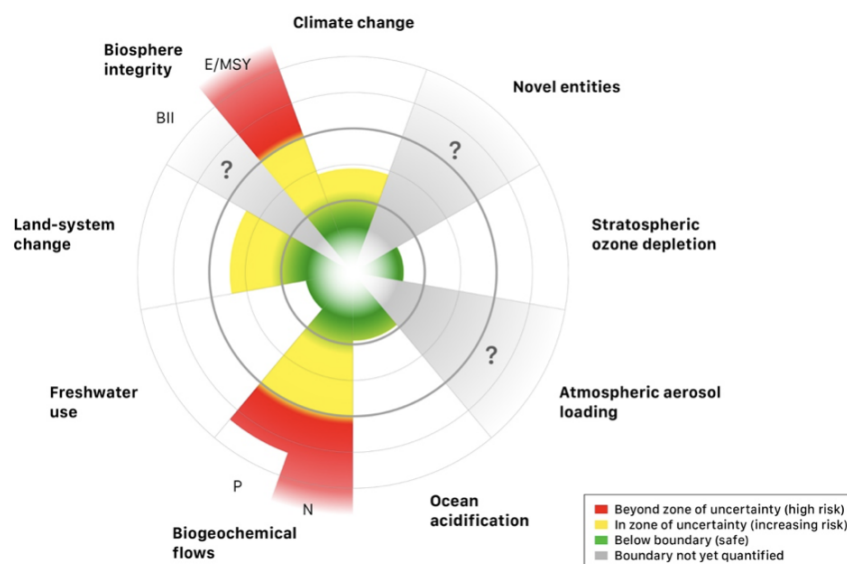 Climate change
Biosphere
integrity
E/MSY
BII
?
?
Novel entities
Land-system
change
Stratospheric
ozone depletion
Freshwater
use
?
Atmospheric aerosol
loading
P
N
Biogeochemical
flows
Ocean
acidification
Beyond zone of uncertainty (high risk)
In zone of uncertainty (increasing risk)
Below boundary (safe)
Boundary not yet quantified